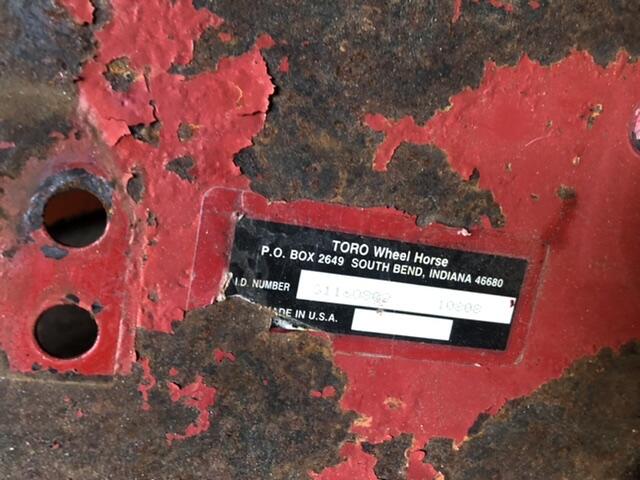 TORO Wheel Horse
P.O. BOX 2649 SOUTH BEND, INDIANA 46680
I.D. NUMBER
MADE IN U.S.A.